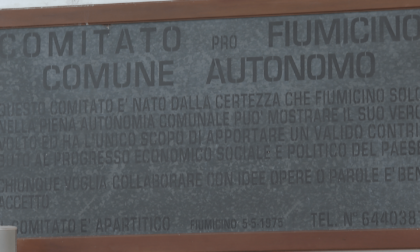 COMITATO PRO FIUMICINO
COMUNE AUTONOMO
QUESTO COMITATO E' NATO DALLA CERTEZZA CHE FIUMICINO SOLO
NELLA PIENA AUTONOMIA COMUNALE PUO' MOSTRARE IL SUO VERO
VOLTO ED HA L'UNICO SCOPO DI APPORTARE UN VALIDO CONTRI
BUTO AL PROGRESSO ECONOMICO SOCIALE E POLITICO DEL PAESE
CHIUNQUE VOGLIA COLLABORARE CON IDEE OPERE O PAROLE E' BEN
ACCETTO
IL COMITATO E' APARTITICO FIUMICINO 5-5-1975 TEL. N° 644038